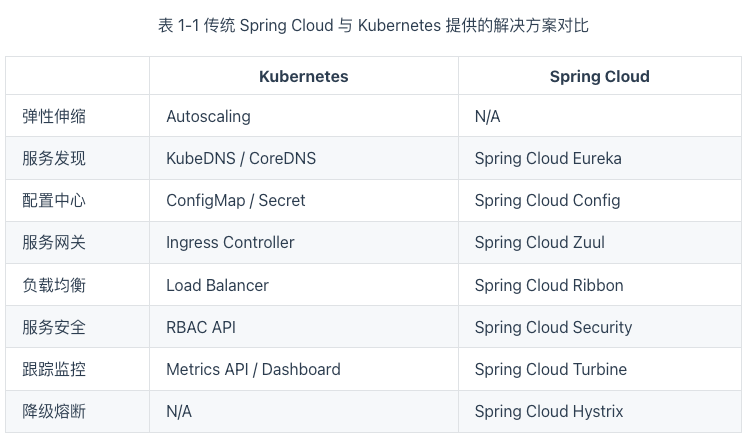 表 1-1 传统 Spring Cloud 与 Kubernetes 提供的解决方案对比
Kubernetes Spring Cloud
弹性伸缩 Autoscaling N/A
服务发现 KubeDNS / CoreDNS Spring Cloud Eureka
配置中心 ConfigMap / Secret Spring Cloud Config
服务网关 Ingress Controller Spring Cloud Zuul
负载均衡 Load Balancer Spring Cloud Ribbon
服务安全 RBAC API Spring Cloud Security
跟踪监控 Metrics API / Dashboard Spring Cloud Turbine
降级熔断 N/A Spring Cloud Hystrix